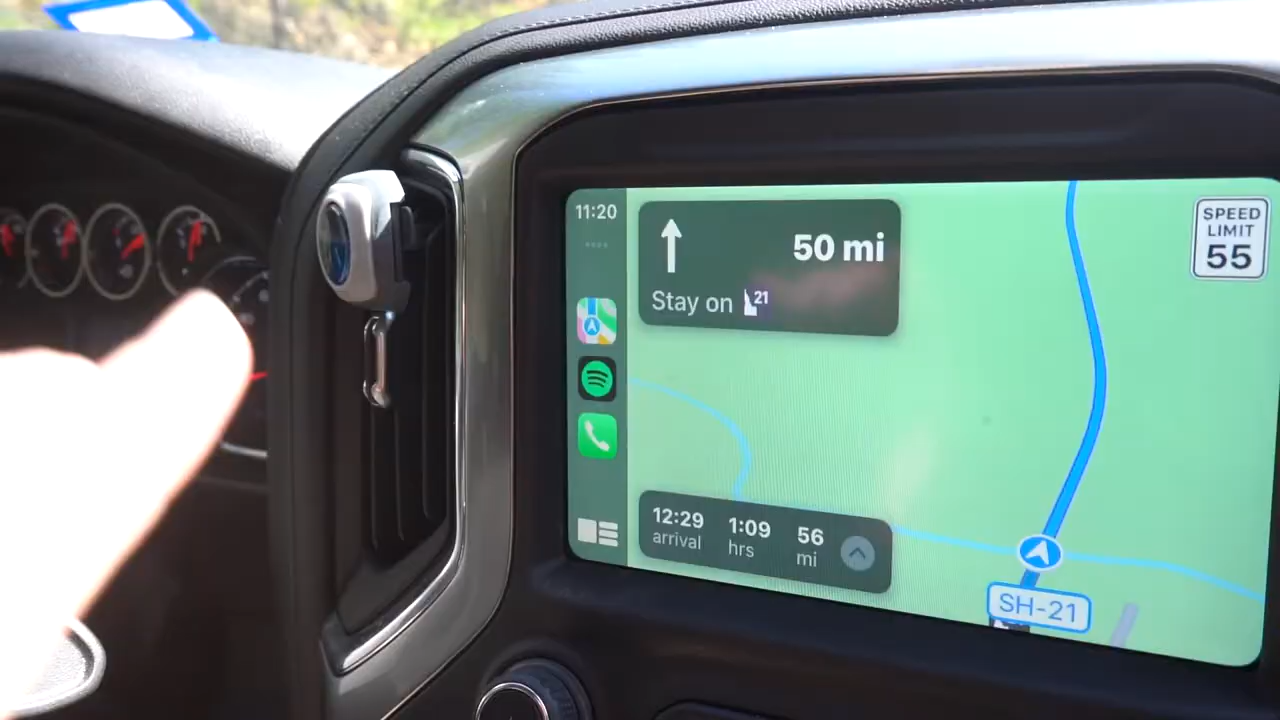 11:20
50 mi
Stay on 21
SPEED
LIMIT
55
12:29 1:09 56
arrival hrs mi
SH-21